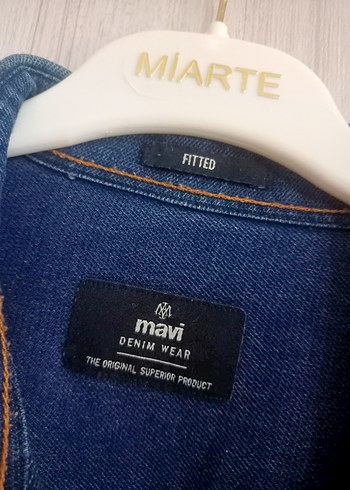 MİARTE
FITTED
mavi
DENIM WEAR
THE ORIGINAL SUPERIOR PRODUCT